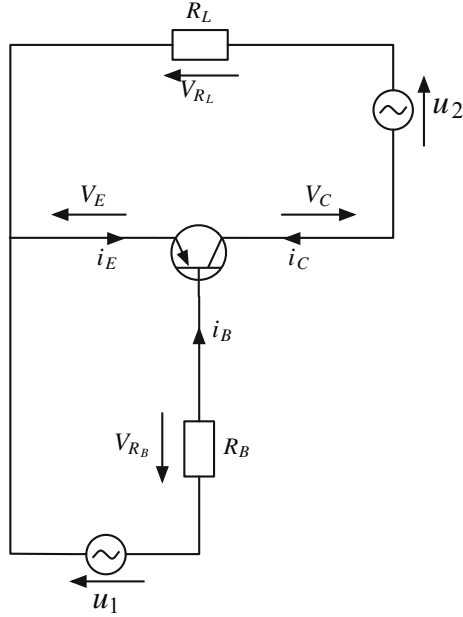 R_L
V_{R_L}
u_2
V_E
V_C
i_E
i_C
i_B
V_{R_B}
R_B
u_1